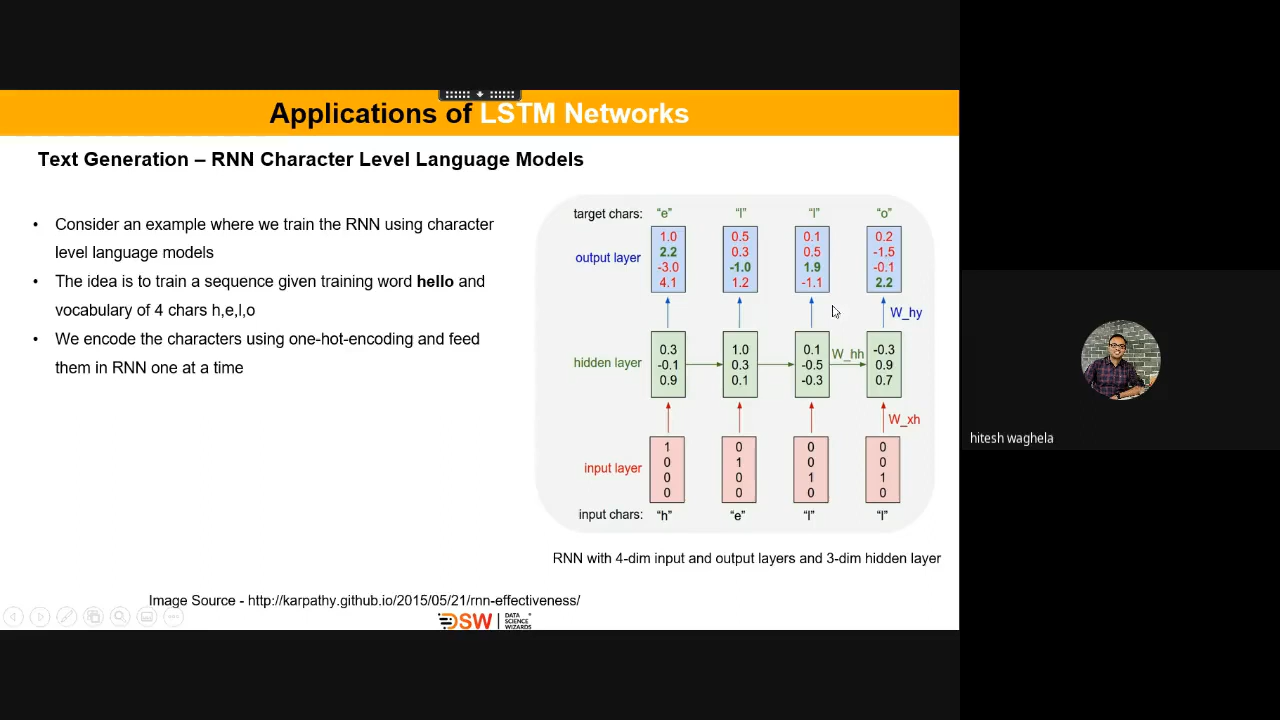 Applications of LSTM Networks
Text Generation – RNN Character Level Language Models
• Consider an example where we train the RNN using character
level language models
• The idea is to train a sequence given training word hello and
vocabulary of 4 chars h,e,l,o
• We encode the characters using one-hot-encoding and feed
them in RNN one at a time
target chars: “e” “l” “l” “o”
1.0 0.5 0.1 0.2
2.2 0.3 0.5 -1.5
output layer
-3.0 -1.0 1.9 -0.1
4.1 1.2 -1.1 2.2
W_hy
0.3 1.0 0.1 -0.3
W_hh
hidden layer -0.1 0.3 -0.5 0.9
0.9 0.1 -0.3 0.7
W_xh
1 0 0 0
0 1 0 0
input layer
0 0 1 1
0 0 0 0
input chars: “h” “e” “l” “l”
RNN with 4-dim input and output layers and 3-dim hidden layer
Image Source - http://karpathy.github.io/2015/05/21/rnn-effectiveness/
DSW | DATA
SCIENCE
WIZARDS
hitesh waghela